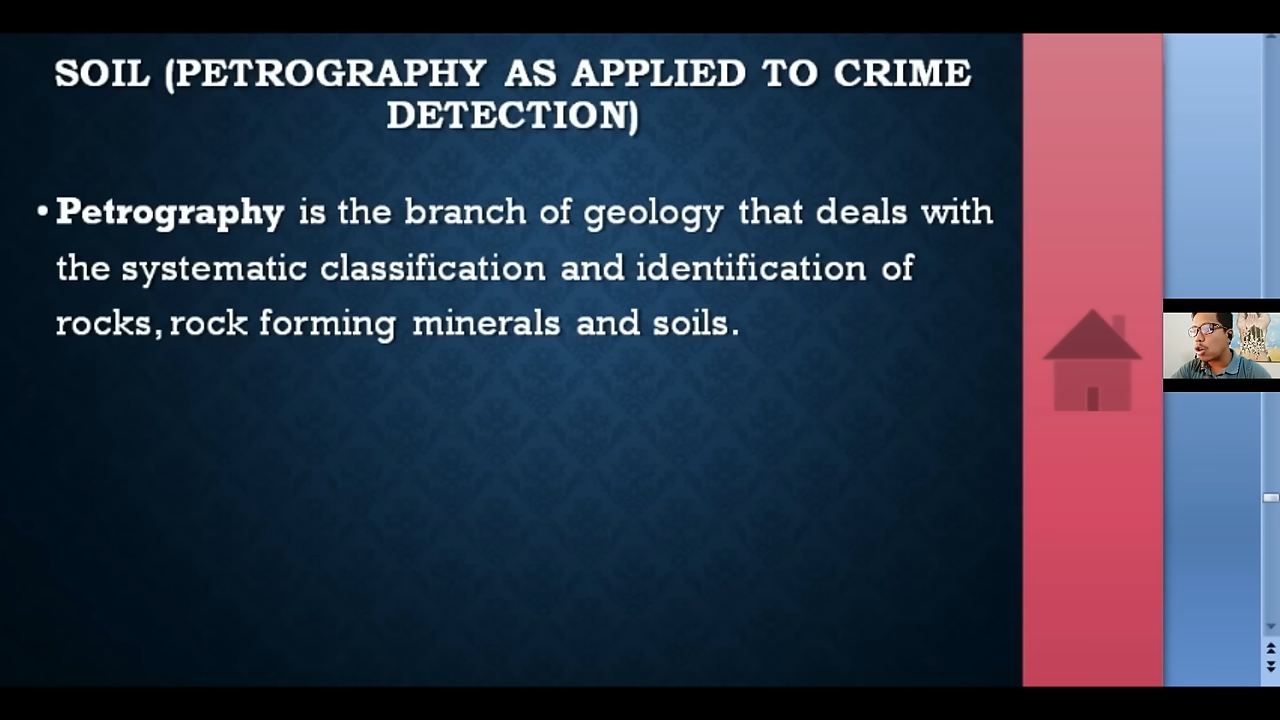 SOIL (PETROGRAPHY AS APPLIED TO CRIME
DETECTION)
• Petrography is the branch of geology that deals with
the systematic classification and identification of
rocks, rock forming minerals and soils.